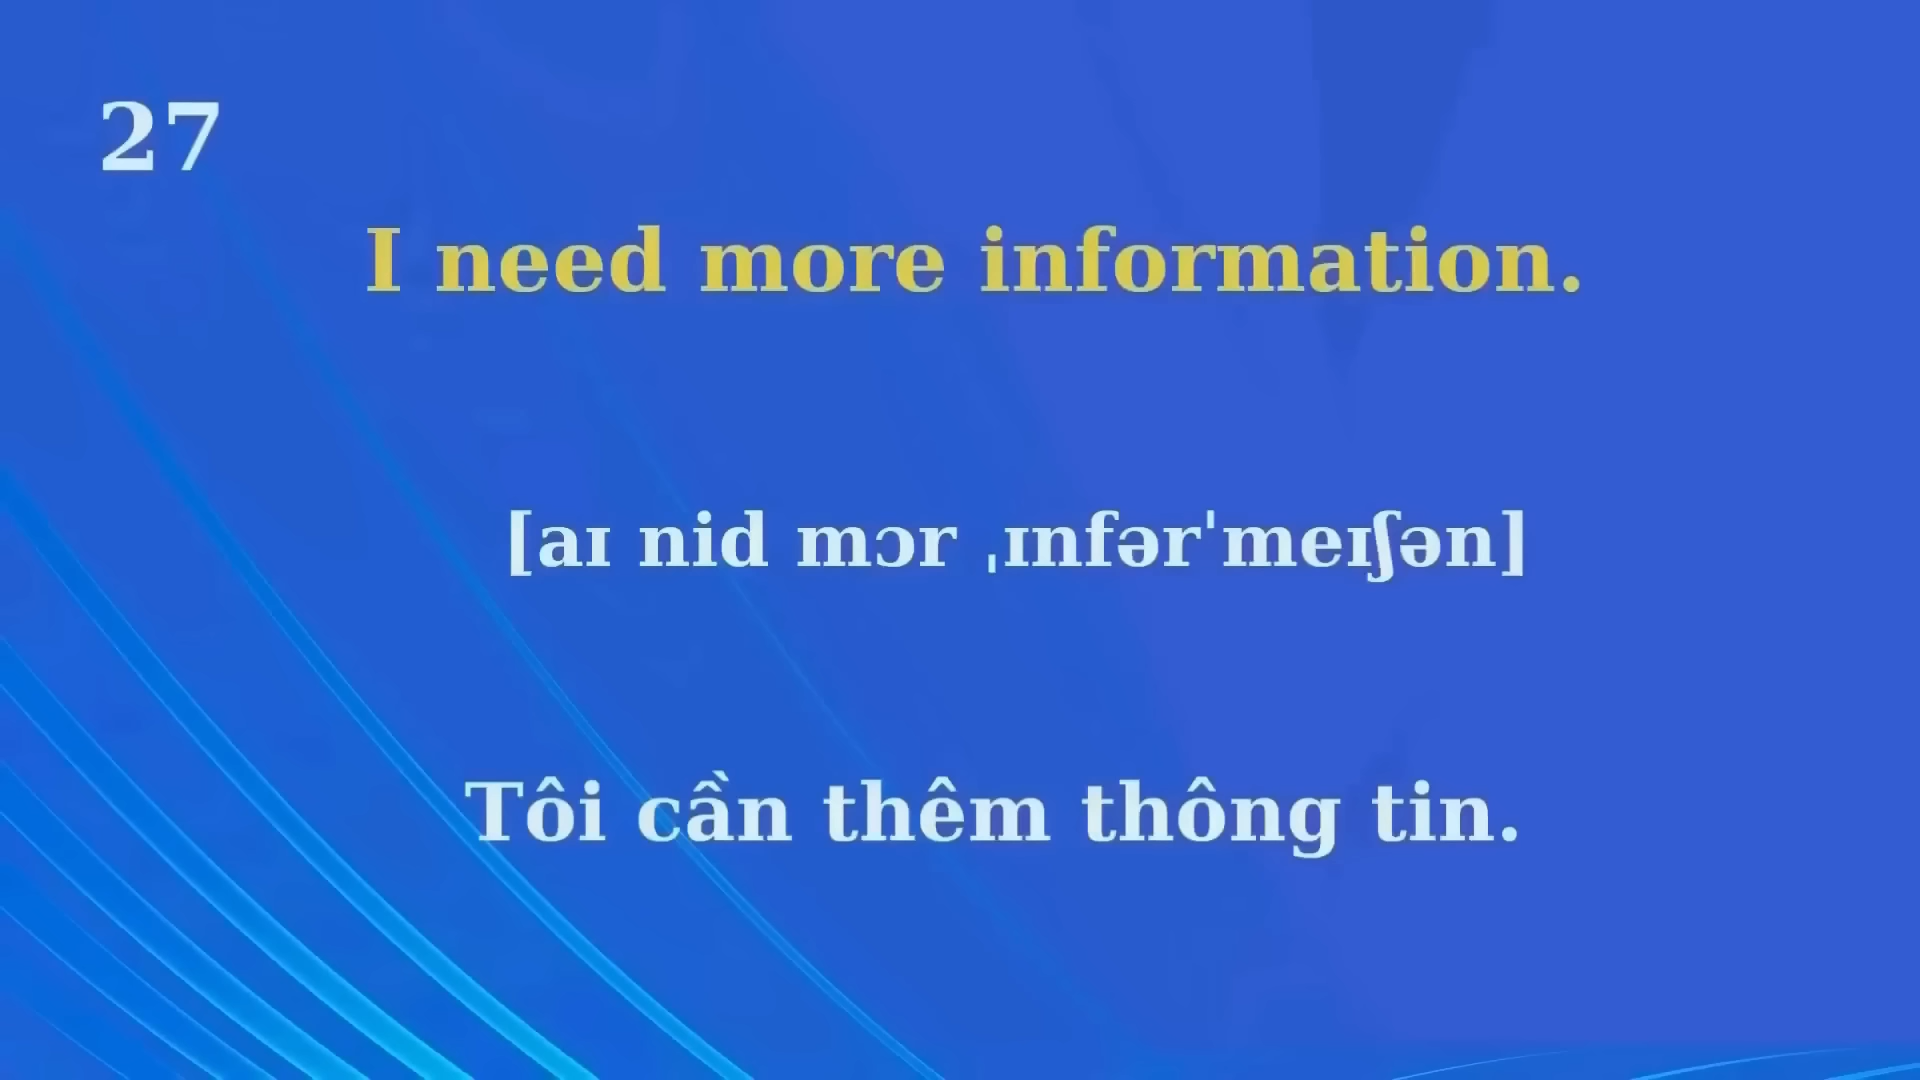 27
I need more information.
[aɪ nid mɔr ˌɪnfərˈmeɪʃən]
Tôi cần thêm thông tin.